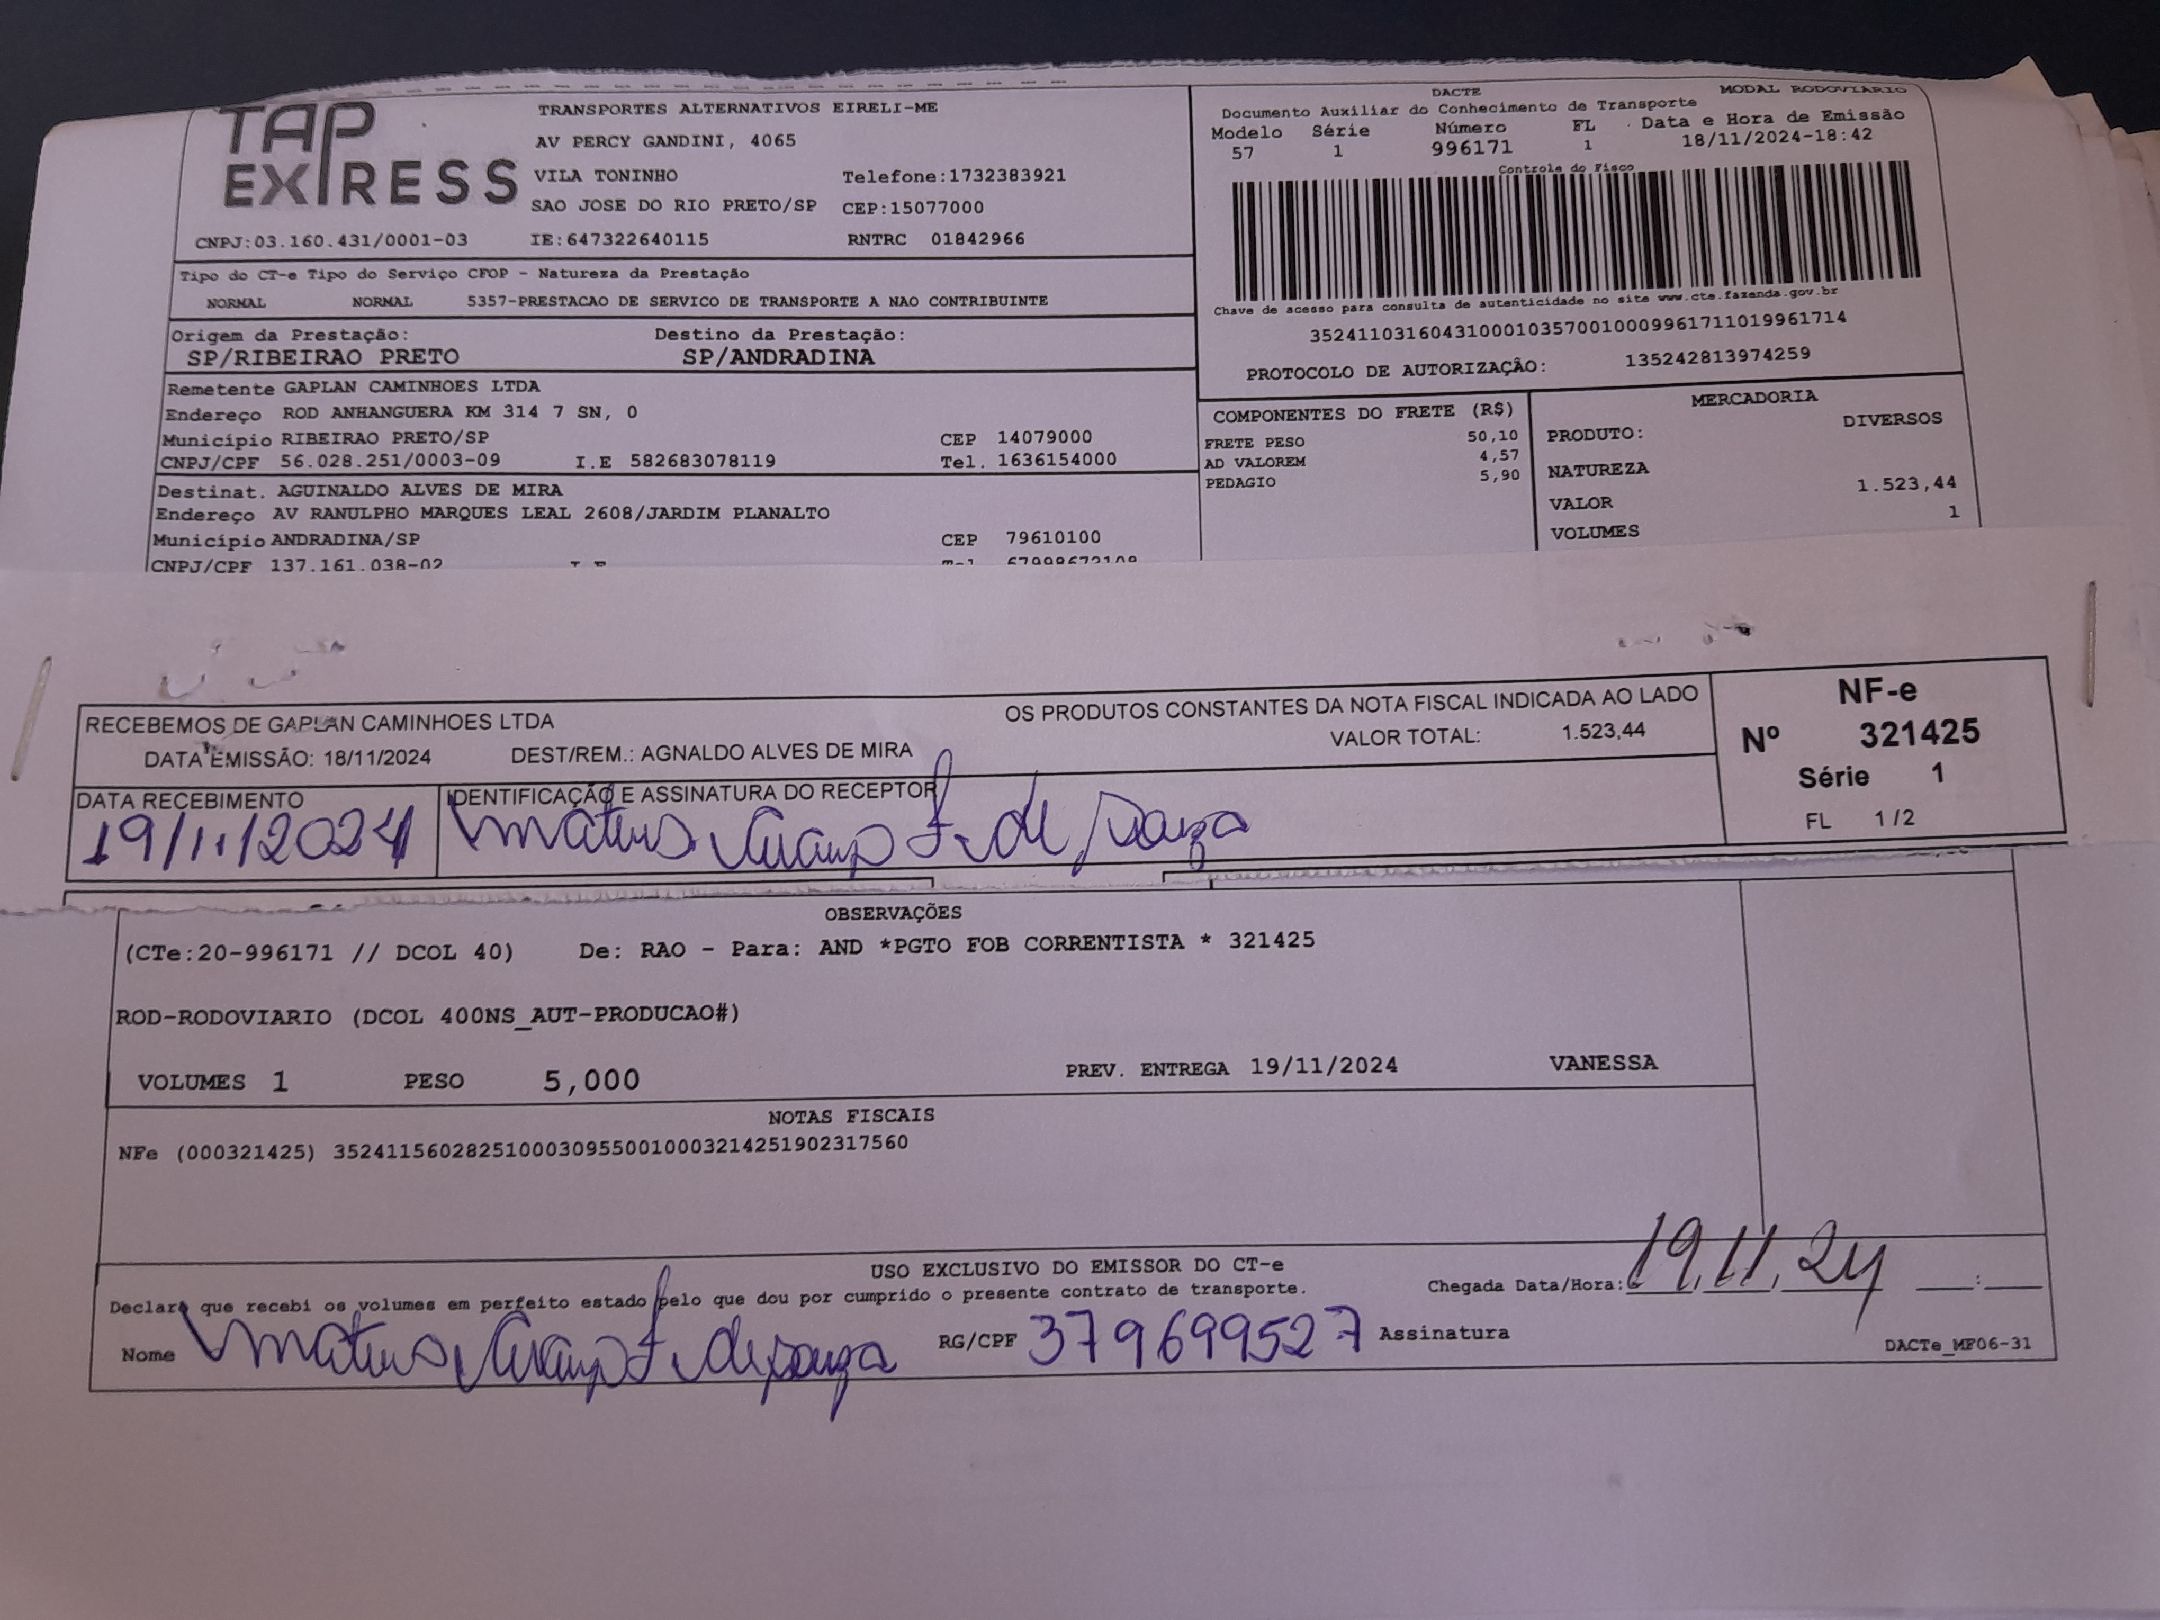 TAP EXPRESS
TRANSPORTES ALTERNATIVOS EIRELI-ME
AV PERCY GANDINI, 4065
VILA TONINHO Telefone:1732383921
SAO JOSE DO RIO PRETO/SP CEP:15077000
CNPJ:03.160.431/0001-03 IE:647322640115 RNTRC 01842966
DACTE MODAL RODOVIARIO
Documento Auxiliar do Conhecimento de Transporte
Modelo Série Número FL Data e Hora de Emissão
57 1 996171 1 18/11/2024-18:42
Controle do Fisco
Chave de acesso para consulta de autenticidade no site www.cte.fazenda.gov.br
35241103160431000103570010009961711019961714
PROTOCOLO DE AUTORIZAÇÃO: 135242813974259
Tipo do CT-e Tipo do Serviço CFOP - Natureza da Prestação
NORMAL NORMAL 5357-PRESTACAO DE SERVICO DE TRANSPORTE A NAO CONTRIBUINTE
Origem da Prestação: Destino da Prestação:
SP/RIBEIRAO PRETO SP/ANDRADINA
Remetente GAPLAN CAMINHOES LTDA
Endereço ROD ANHANGUERA KM 314 7 SN, 0
Município RIBEIRAO PRETO/SP CEP 14079000
CNPJ/CPF 56.028.251/0003-09 I.E 582683078119 Tel. 1636154000
Destinat. AGUINALDO ALVES DE MIRA
Endereço AV RANULPHO MARQUES LEAL 2608/JARDIM PLANALTO
Município ANDRADINA/SP CEP 79610100
CNPJ/CPF 137.161.038-02 I E Tel 67998672108
COMPONENTES DO FRETE (R$)
FRETE PESO 50,10
AD VALOREM 4,57
PEDAGIO 5,90
MERCADORIA
PRODUTO: DIVERSOS
NATUREZA
VALOR 1.523,44
VOLUMES 1
RECEBEMOS DE GAPLAN CAMINHOES LTDA OS PRODUTOS CONSTANTES DA NOTA FISCAL INDICADA AO LADO
DATA EMISSÃO: 18/11/2024 DEST/REM.: AGNALDO ALVES DE MIRA VALOR TOTAL: 1.523,44
DATA RECEBIMENTO IDENTIFICAÇÃO E ASSINATURA DO RECEPTOR
19/11/2024 Mateus F. de Souza
NF-e
Nº 321425
Série 1
FL 1/2
OBSERVAÇÕES
(CTe:20-996171 // DCOL 40) De: RAO - Para: AND *PGTO FOB CORRENTISTA * 321425
ROD-RODOVIARIO (DCOL 400NS_AUT-PRODUCAO#)
VOLUMES 1 PESO 5,000 PREV. ENTREGA 19/11/2024 VANESSA
NOTAS FISCAIS
NFe (000321425) 35241156028251000309550010003214251902317560
USO EXCLUSIVO DO EMISSOR DO CT-e
Declaro que recebi os volumes em perfeito estado pelo que dou por cumprido o presente contrato de transporte.
Chegada Data/Hora: 19.11.24 :
Nome Mateus F. de Souza RG/CPF 379699527 Assinatura
DACTe_MF06-31